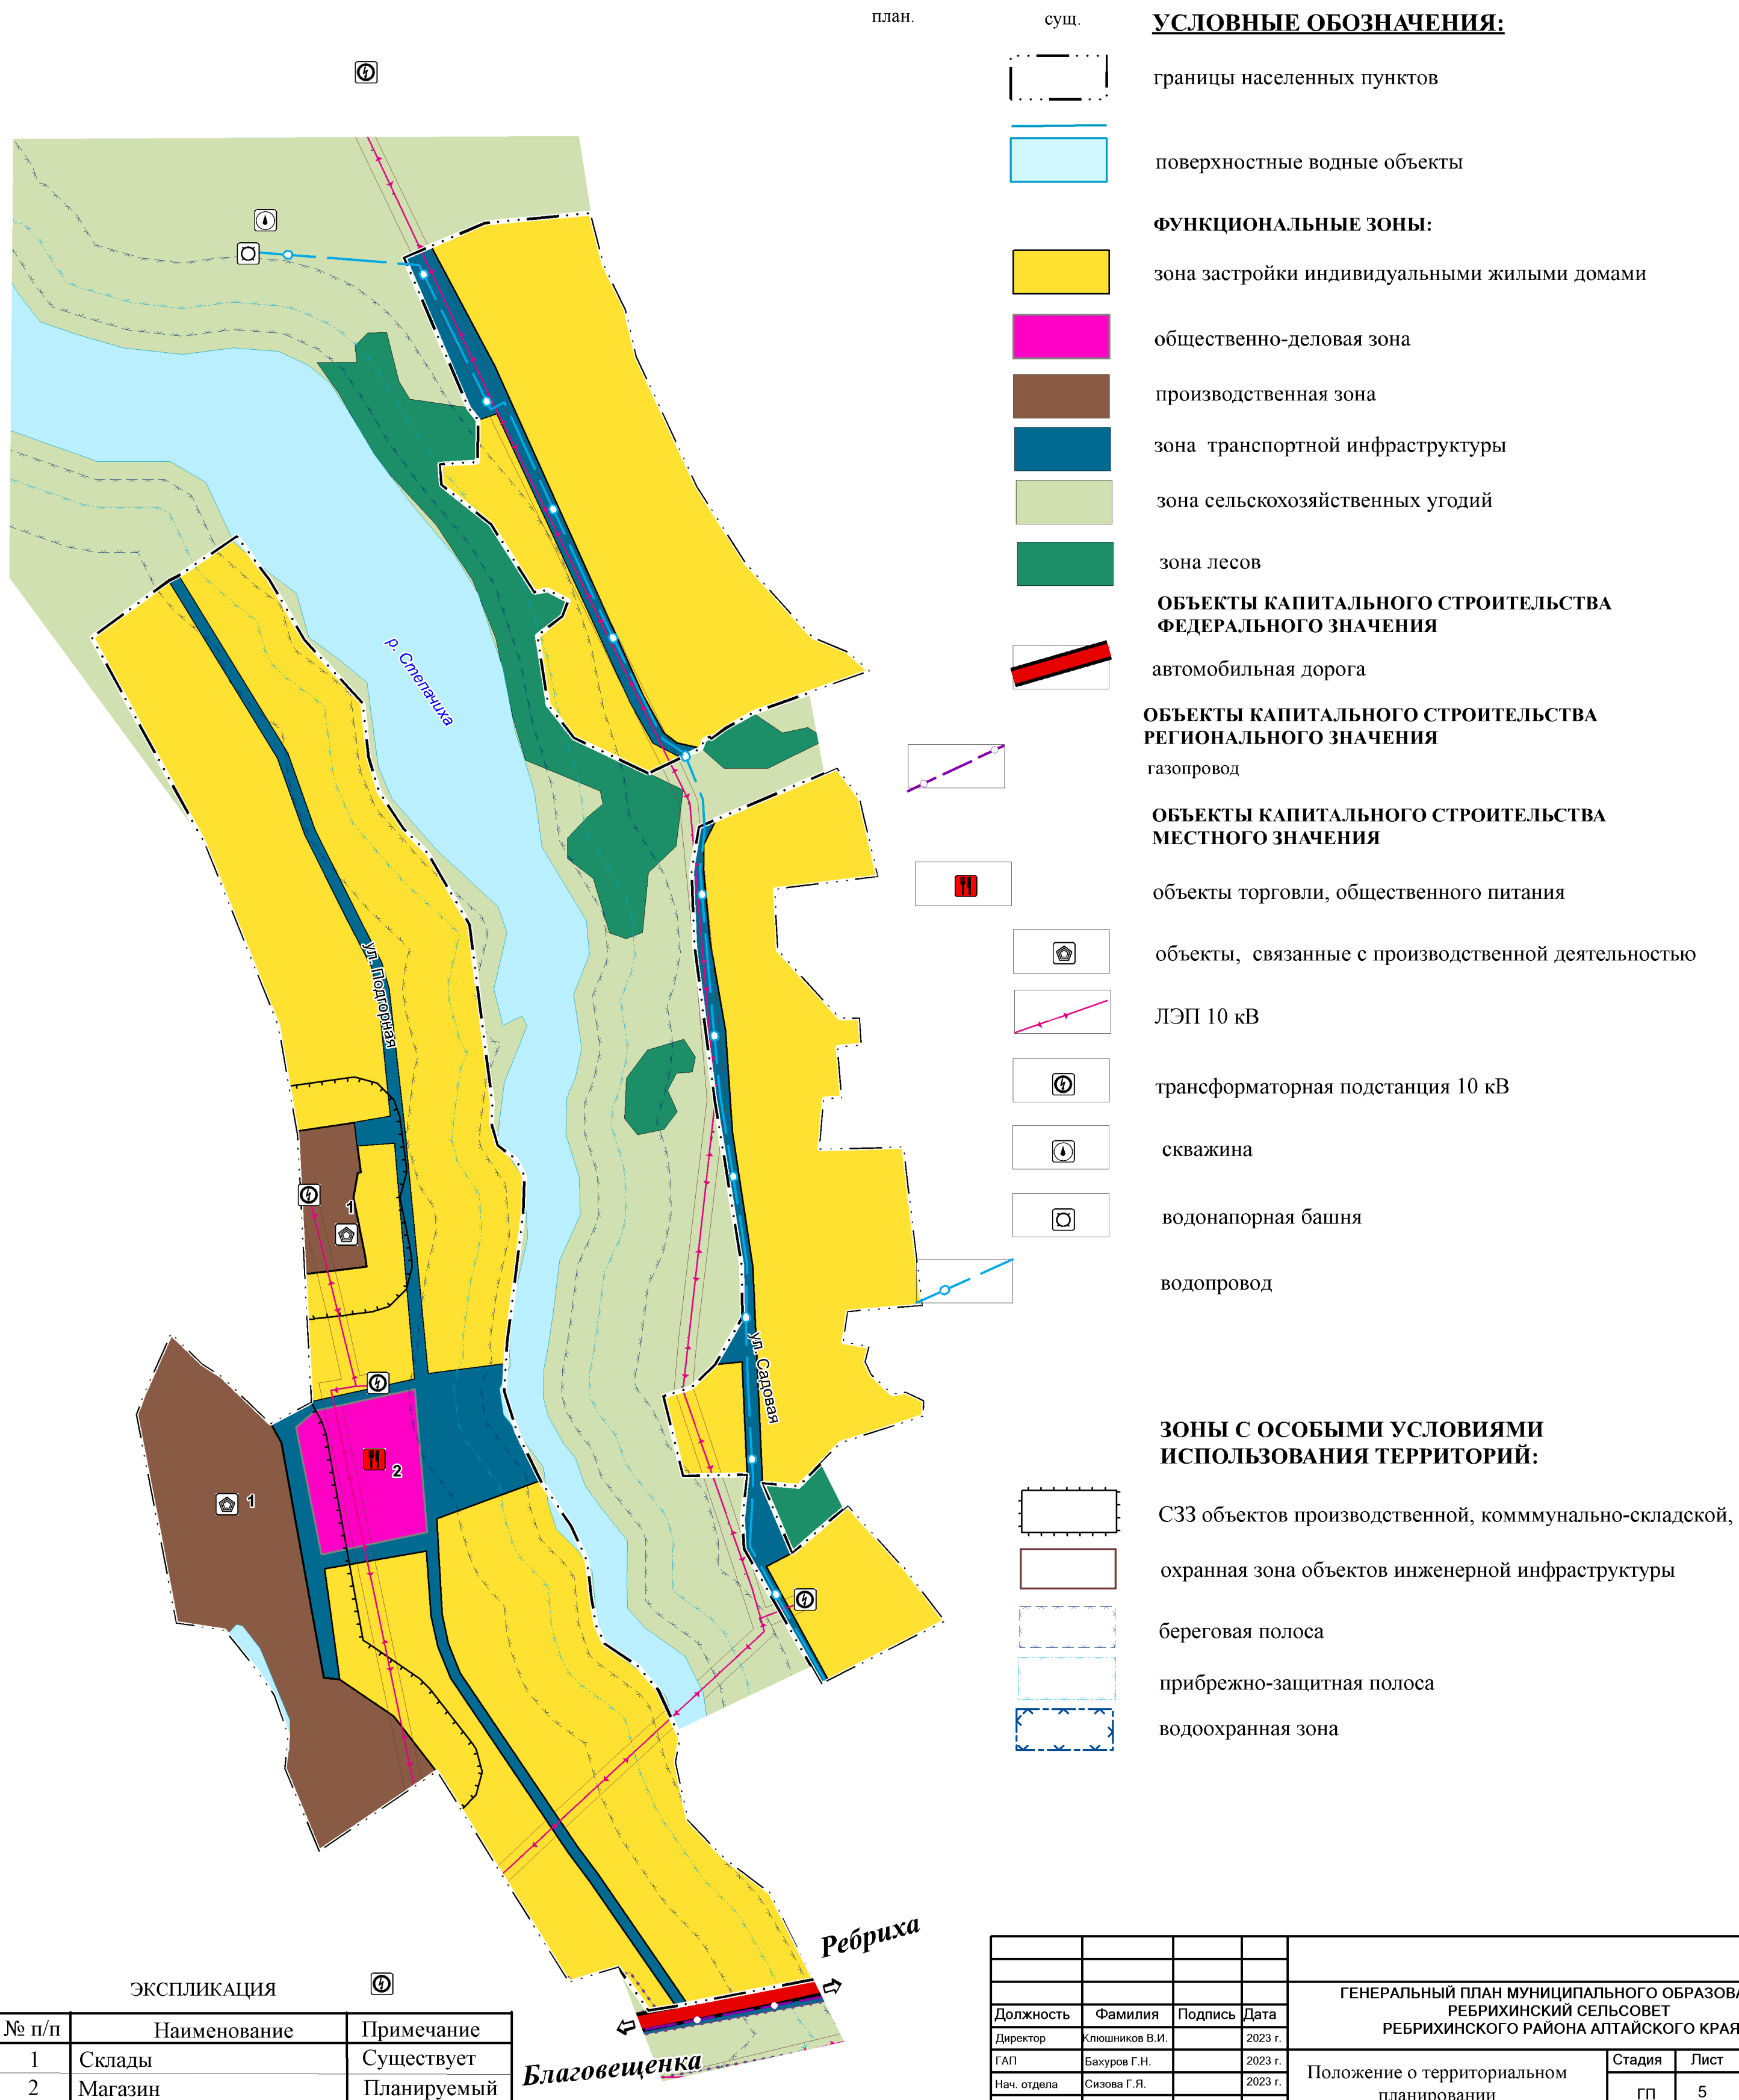 план.
сущ.
УСЛОВНЫЕ ОБОЗНАЧЕНИЯ:
границы населенных пунктов
поверхностные водные объекты
ФУНКЦИОНАЛЬНЫЕ ЗОНЫ:
зона застройки индивидуальными жилыми домами
общественно-деловая зона
производственная зона
зона транспортной инфраструктуры
зона сельскохозяйственных угодий
зона лесов
ОБЪЕКТЫ КАПИТАЛЬНОГО СТРОИТЕЛЬСТВА
ФЕДЕРАЛЬНОГО ЗНАЧЕНИЯ
автомобильная дорога
ОБЪЕКТЫ КАПИТАЛЬНОГО СТРОИТЕЛЬСТВА
РЕГИОНАЛЬНОГО ЗНАЧЕНИЯ
газопровод
ОБЪЕКТЫ КАПИТАЛЬНОГО СТРОИТЕЛЬСТВА
МЕСТНОГО ЗНАЧЕНИЯ
объекты торговли, общественного питания
объекты, связанные с производственной деятельностью
ЛЭП 10 кВ
трансформаторная подстанция 10 кВ
скважина
водонапорная башня
водопровод
ЗОНЫ С ОСОБЫМИ УСЛОВИЯМИ
ИСПОЛЬЗОВАНИЯ ТЕРРИТОРИЙ:
СЗЗ объектов производственной, комммунально-складской,
охранная зона объектов инженерной инфраструктуры
береговая полоса
прибрежно-защитная полоса
водоохранная зона
р. Степачиха
ул. Подгорная
1
ул. Садовая
2
1
Ребриха
Благовещенка
ЭКСПЛИКАЦИЯ
№ п/п Наименование Примечание
1 Склады Существует
2 Магазин Планируемый
ГЕНЕРАЛЬНЫЙ ПЛАН МУНИЦИПАЛЬНОГО ОБРАЗОВА
РЕБРИХИНСКИЙ СЕЛЬСОВЕТ
РЕБРИХИНСКОГО РАЙОНА АЛТАЙСКОГО КРАЯ
Должность Фамилия Подпись Дата
Директор Клюшников В.И. 2023 г.
ГАП Бахуров Г.Н. 2023 г.
Нач. отдела Сизова Г.Я. 2023 г.
Положение о территориальном
планировании
Стадия Лист
ГП 5